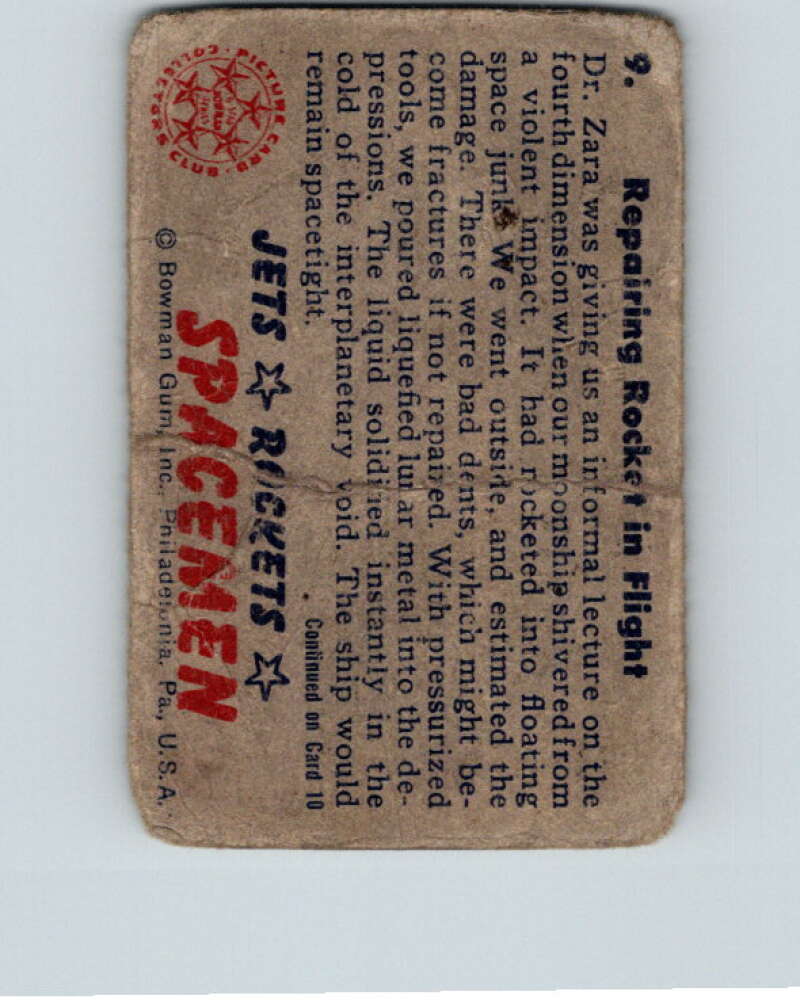 9. Repairing Rocket in Flight
Dr. Zara was giving us an informal lecture on the
fourth dimension when our moonship shivered from
a violent impact. It had rocketed into floating
space junk. We went outside, and estimated the
damage. There were bad dents, which might be-
come fractures if not repaired. With pressurized
tools, we poured liquefied lunar metal into the de-
pressions. The liquid solidified instantly in the
cold of the interplanetary void. The ship would
remain spacetight.
Continued on Card 10
JETS ☆ ROCKETS ☆
SPACEMEN
PICTURE CARD
COLLECTORS CLUB
BOWMAN
© Bowman Gum, Inc., Philadelphia, Pa., U.S.A.